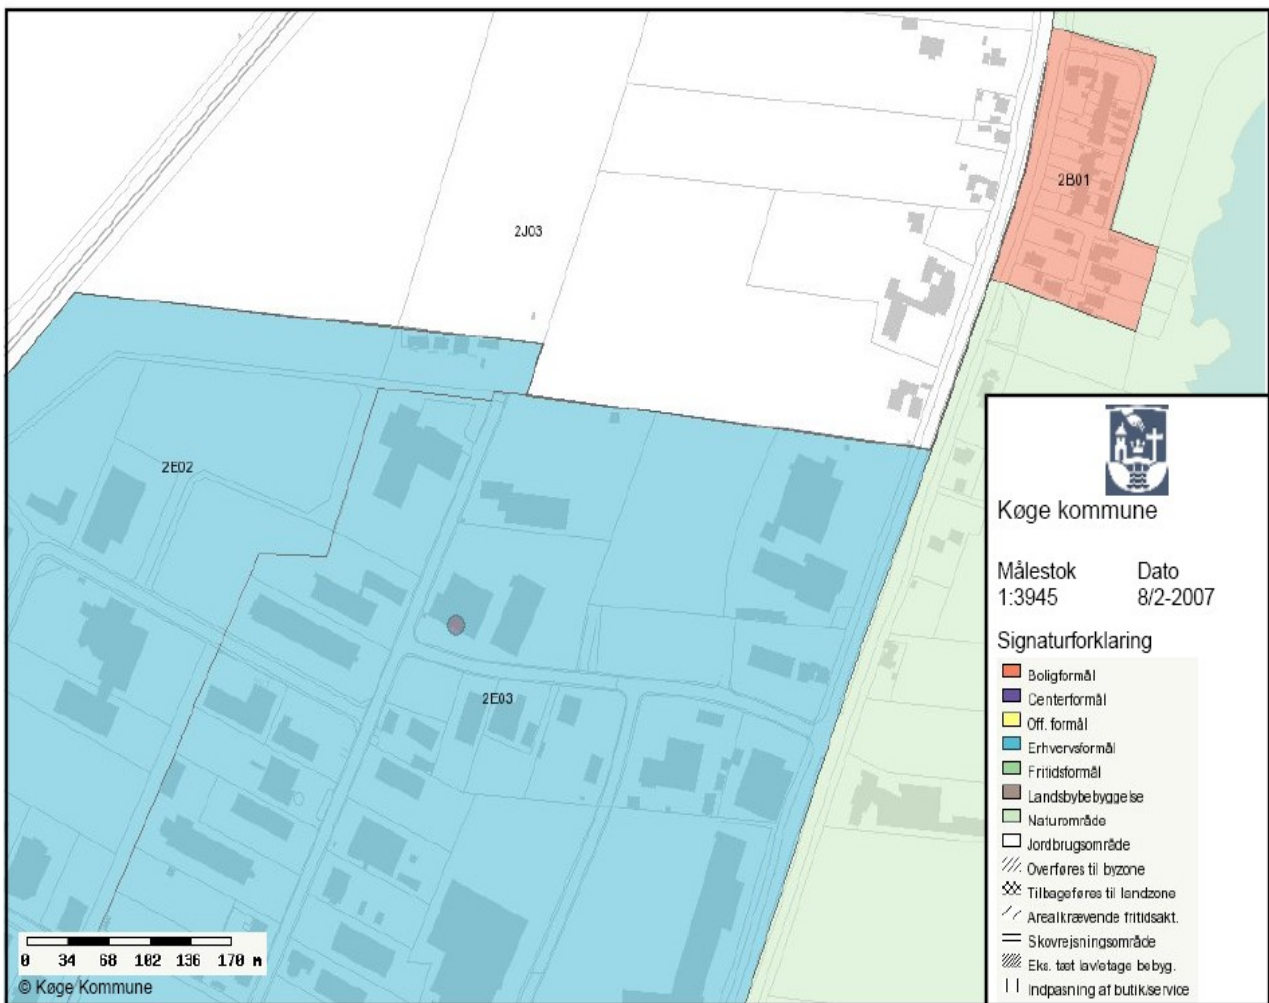 2B01
2J03
2E02
2E03
Køge kommune
Målestok Dato
1:3945 8/2-2007
Signaturforklaring
Boligformål
Centerformål
Off. formål
Erhvervsformål
Fritidsformål
Landsbybebyggelse
Naturområde
Jordbrugsområde
Overføres til byzone
Tilbageføres til landzone
Arealkrævende fritidsakt.
Skovrejsningsområde
Eks. tæt lav/etage bebyg.
Indpasning af butik/service
0 34 68 102 136 170 m
© Køge Kommune